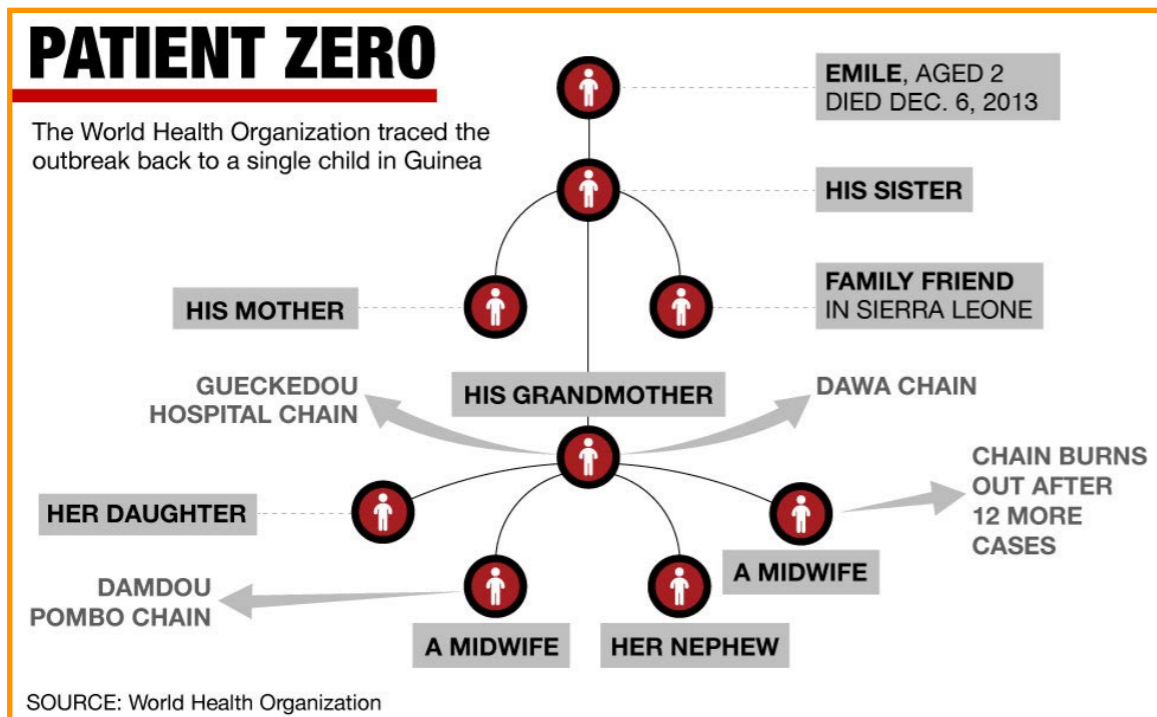 PATIENT ZERO
The World Health Organization traced the
outbreak back to a single child in Guinea
EMILE, AGED 2
DIED DEC. 6, 2013
HIS SISTER
HIS MOTHER
FAMILY FRIEND
IN SIERRA LEONE
GUECKEDOU
HOSPITAL CHAIN
HIS GRANDMOTHER
DAWA CHAIN
CHAIN BURNS
OUT AFTER
12 MORE
CASES
HER DAUGHTER
A MIDWIFE
DAMDOU
POMBO CHAIN
A MIDWIFE
HER NEPHEW
SOURCE: World Health Organization